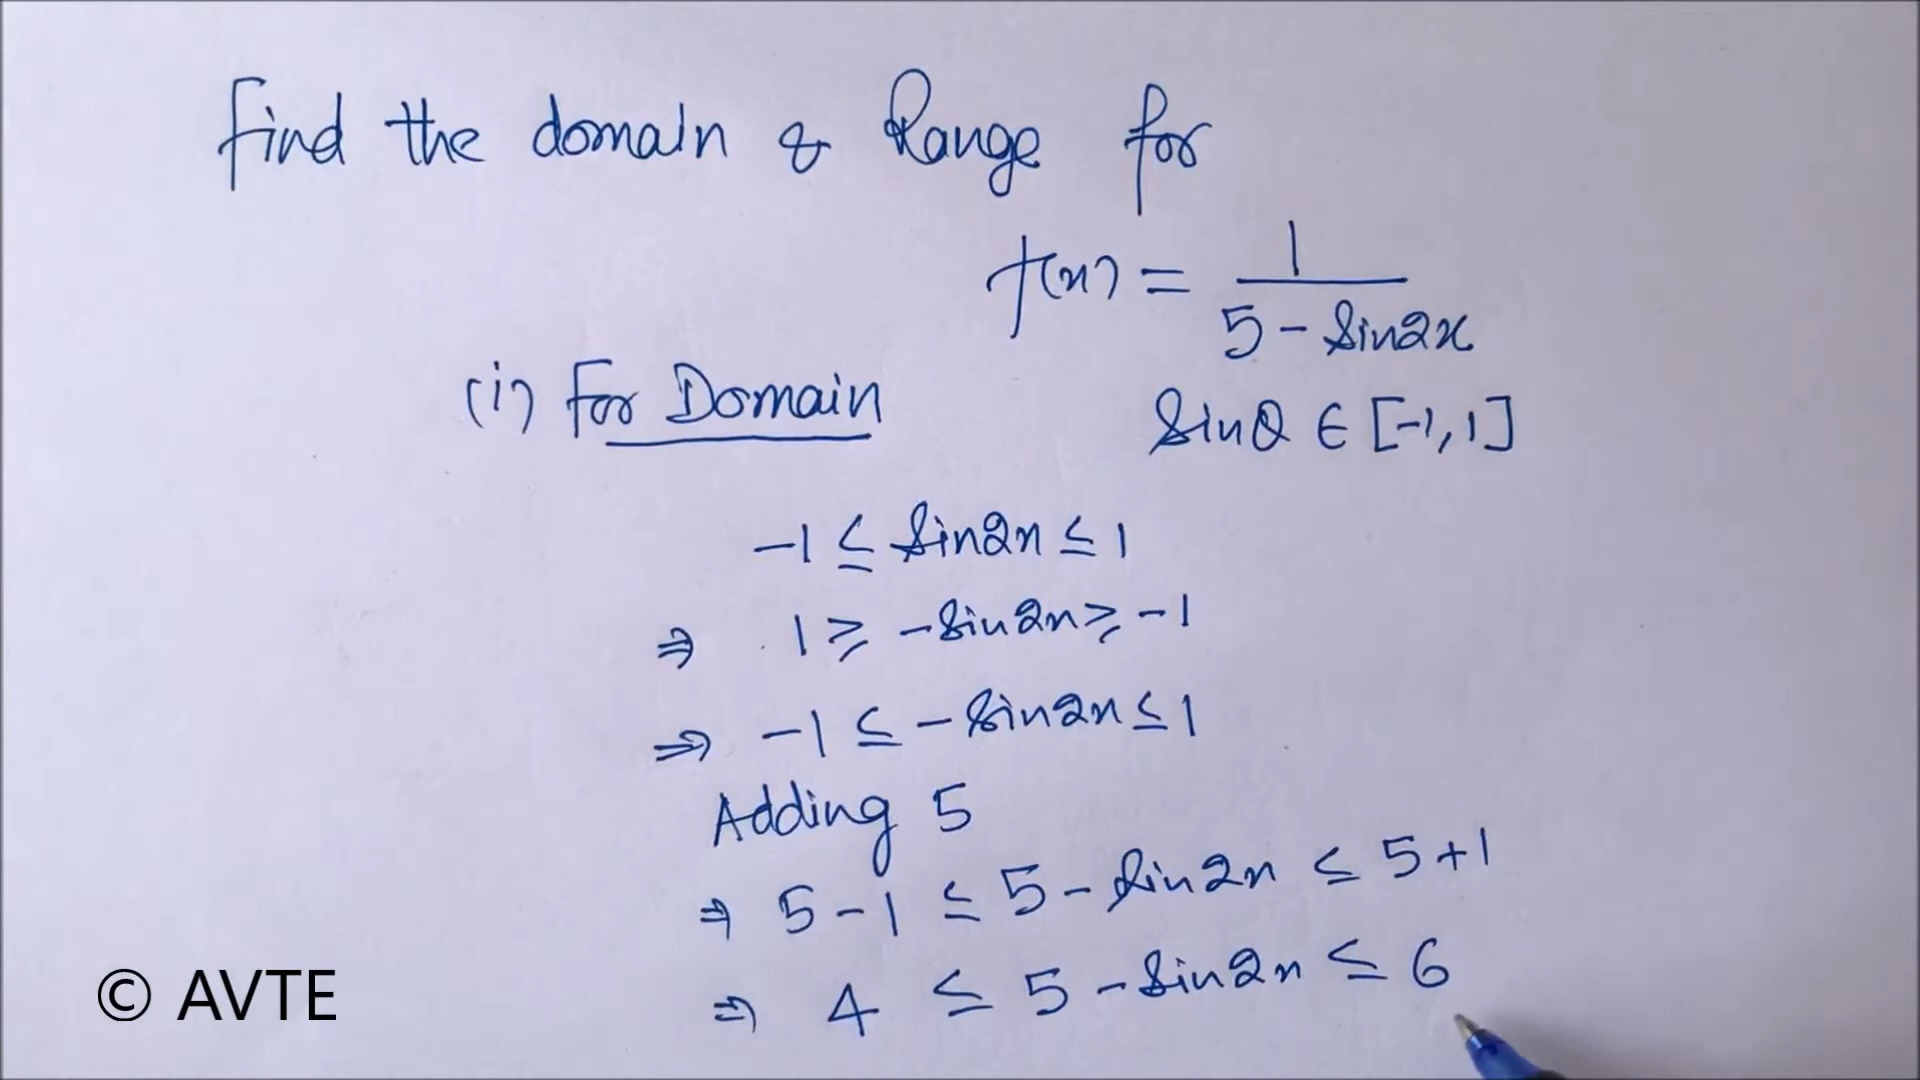 find the domain & Range for
f(x) = 1/(5 - Sin2x)
(i) For Domain
Sinθ ∈ [-1, 1]
-1 ≤ Sin2x ≤ 1
⇒ 1 ≥ -Sin2x ≥ -1
⇒ -1 ≤ -Sin2x ≤ 1
Adding 5
⇒ 5-1 ≤ 5-Sin2x ≤ 5+1
⇒ 4 ≤ 5-Sin2x ≤ 6
© AVTE